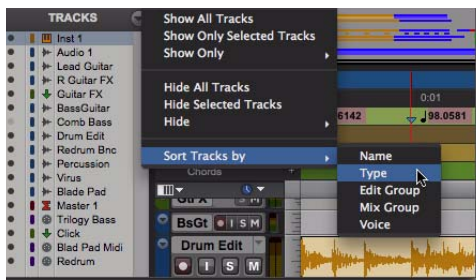 TRACKS
Inst 1
Audio 1
Lead Guitar
R Guitar FX
Guitar FX
BassGuitar
Comb Bass
Drum Edit
Redrum Bnc
Percussion
Virus
Blade Pad
Master 1
Trilogy Bass
Click
Blad Pad Midi
Redrum
Show All Tracks
Show Only Selected Tracks
Show Only
Hide All Tracks
Hide Selected Tracks
Hide
Sort Tracks by
Name
Type
Edit Group
Mix Group
Voice
0:01
6142
98.0581
Chords
Gtr X
BsGt
I S M
Drum Edit
I S M